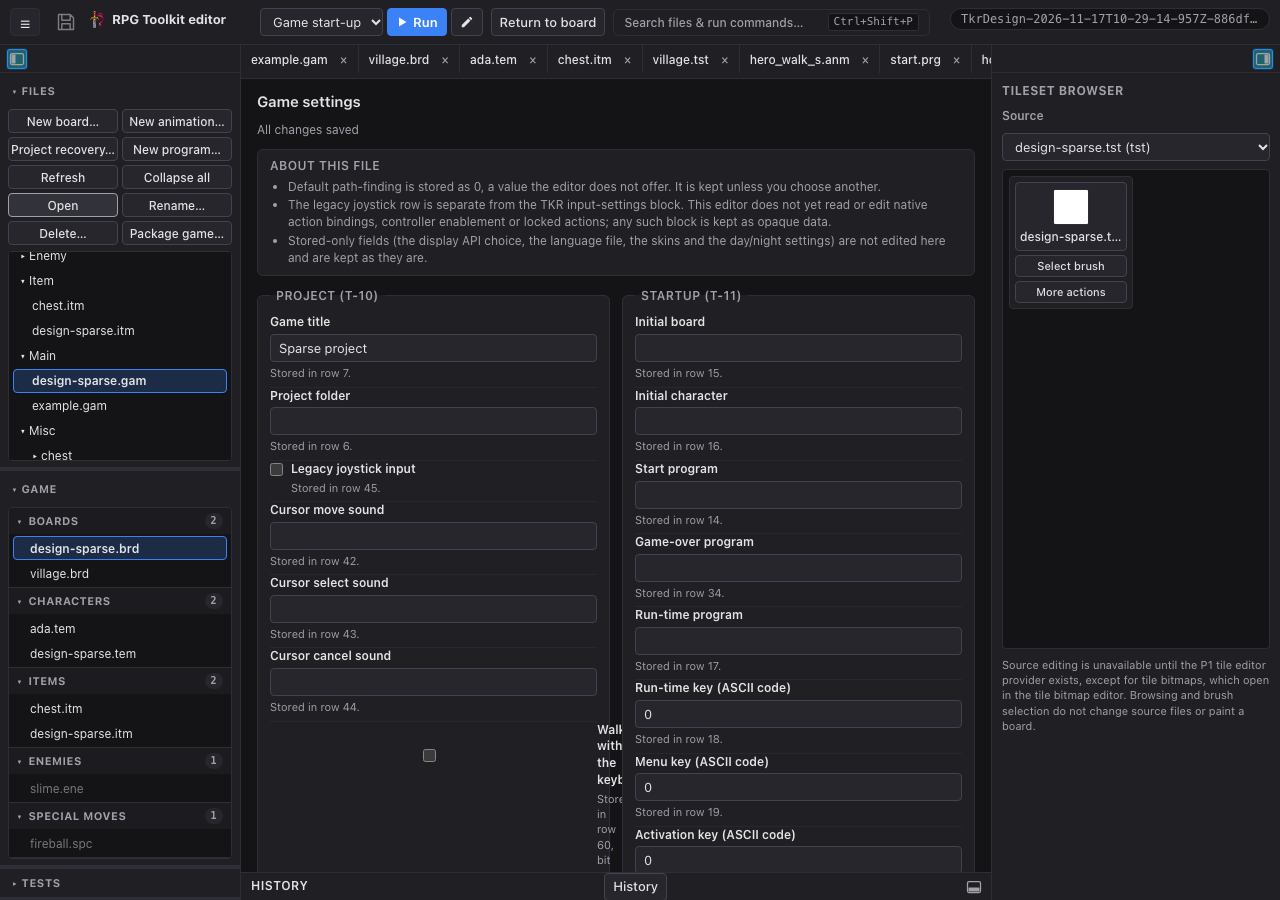 RPG Toolkit editor
Game start-up
Run
Return to board
Search files & run commands...
Ctrl+Shift+P
TkrDesign-2026-11-17T10-29-14-957Z-886df…
FILES
New board...
New animation...
Project recovery...
New program...
Refresh
Collapse all
Open
Rename...
Delete...
Package game...
Enemy
Item
chest.itm
design-sparse.itm
Main
design-sparse.gam
example.gam
Misc
chest
GAME
BOARDS 2
design-sparse.brd
village.brd
CHARACTERS 2
ada.tem
design-sparse.tem
ITEMS 2
chest.itm
design-sparse.itm
ENEMIES 1
slime.ene
SPECIAL MOVES 1
fireball.spc
TESTS
example.gam ×
village.brd ×
ada.tem ×
chest.itm ×
village.tst ×
hero_walk_s.anm ×
start.prg ×
Game settings
All changes saved
ABOUT THIS FILE
• Default path-finding is stored as 0, a value the editor does not offer. It is kept unless you choose another.
• The legacy joystick row is separate from the TKR input-settings block. This editor does not yet read or edit native
action bindings, controller enablement or locked actions; any such block is kept as opaque data.
• Stored-only fields (the display API choice, the language file, the skins and the day/night settings) are not edited here
and are kept as they are.
PROJECT (T-10)
Game title
Sparse project
Stored in row 7.
Project folder
Stored in row 6.
Legacy joystick input
Stored in row 45.
Cursor move sound
Stored in row 42.
Cursor select sound
Stored in row 43.
Cursor cancel sound
Stored in row 44.
Walk
with
the
keyb
Store
in
row
60,
bit
STARTUP (T-11)
Initial board
Stored in row 15.
Initial character
Stored in row 16.
Start program
Stored in row 14.
Game-over program
Stored in row 34.
Run-time program
Stored in row 17.
Run-time key (ASCII code)
0
Stored in row 18.
Menu key (ASCII code)
0
Stored in row 19.
Activation key (ASCII code)
0
HISTORY
History
TILESET BROWSER
Source
design-sparse.tst (tst)
design-sparse.t...
Select brush
More actions
Source editing is unavailable until the P1 tile editor
provider exists, except for tile bitmaps, which open
in the tile bitmap editor. Browsing and brush
selection do not change source files or paint a
board.